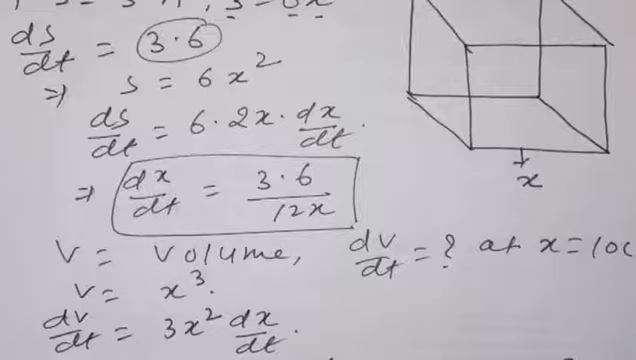 ds/dt = 3.6
⇒ s = 6x²
ds/dt = 6·2x·dx/dt.
⇒ dx/dt = 3.6/12x
x
V = Volume, dv/dt = ? at x = 10
V = x³.
dv/dt = 3x² dx/dt.